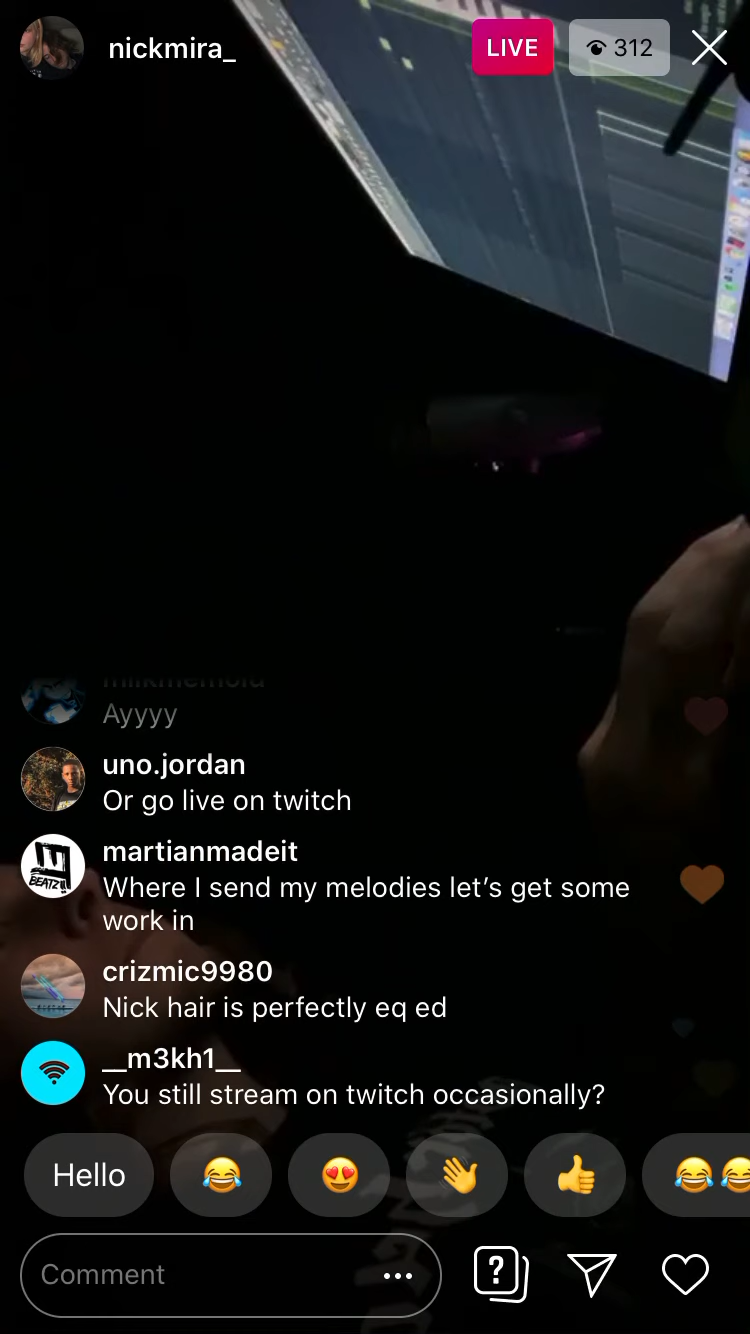 nickmira_
LIVE
312
Ayyyy
uno.jordan
Or go live on twitch
martianmadeit
Where I send my melodies let’s get some
work in
BEATZ!!
crizmic9980
Nick hair is perfectly eq ed
__m3kh1__
You still stream on twitch occasionally?
Hello
Comment